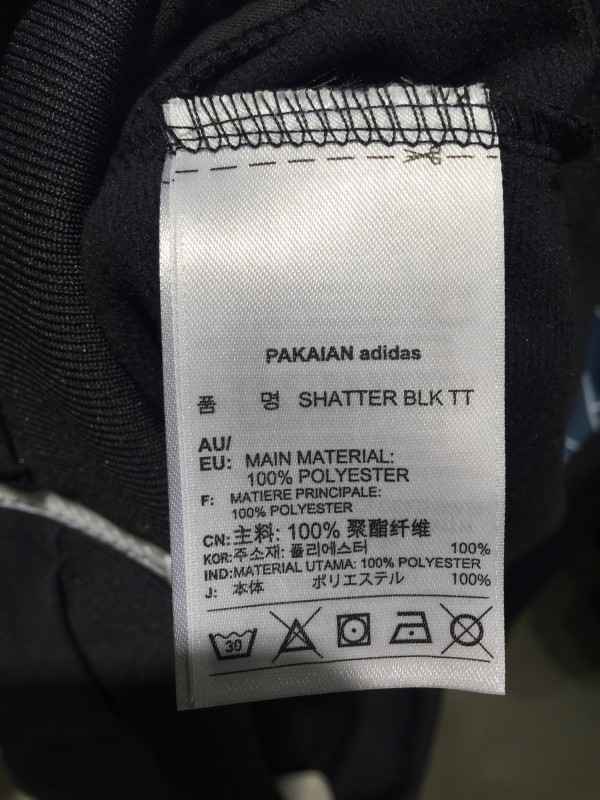 PAKAIAN adidas
품 명 SHATTER BLK TT
AU/
EU: MAIN MATERIAL:
100% POLYESTER
F: MATIERE PRINCIPALE:
100% POLYESTER
CN: 主料: 100% 聚酯纤维
KOR: 주소재: 폴리에스터 100%
IND: MATERIAL UTAMA: 100% POLYESTER
J: 本体 ポリエステル 100%
30